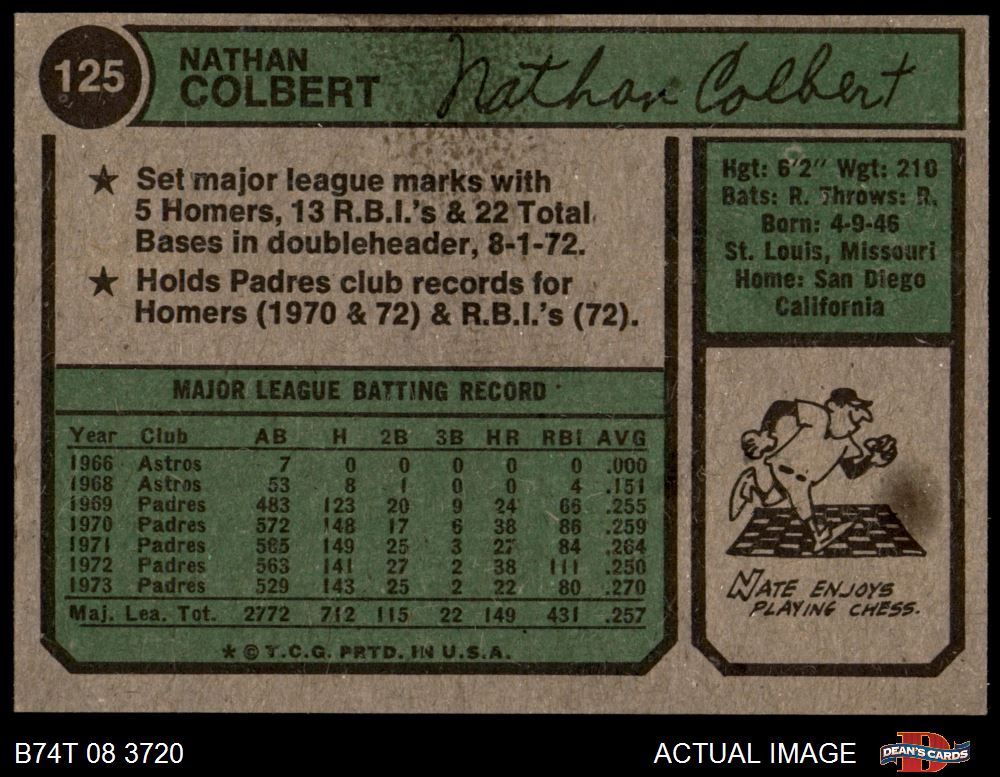 125
NATHAN
COLBERT
Nathan Colbert
★ Set major league marks with
5 Homers, 13 R.B.I.'s & 22 Total
Bases in doubleheader, 8-1-72.
★ Holds Padres club records for
Homers (1970 & 72) & R.B.I.'s (72).
Hgt: 6'2" Wgt: 210
Bats: R. Throws: R.
Born: 4-9-46
St. Louis, Missouri
Home: San Diego
California
MAJOR LEAGUE BATTING RECORD
Year Club AB H 2B 3B HR RBI AVG
1966 Astros 7 0 0 0 0 0 .000
1968 Astros 53 8 1 0 0 4 .151
1969 Padres 483 123 20 9 24 66 .255
1970 Padres 572 148 17 6 38 86 .259
1971 Padres 565 149 25 3 27 84 .264
1972 Padres 563 141 27 2 38 111 .250
1973 Padres 529 143 25 2 22 80 .270
Maj. Lea. Tot. 2772 712 115 22 149 431 .257
* © T.C.G. PRTD. IN U.S.A.
NATE ENJOYS
PLAYING CHESS.
B74T 08 3720
ACTUAL IMAGE
DEAN'S CARDS